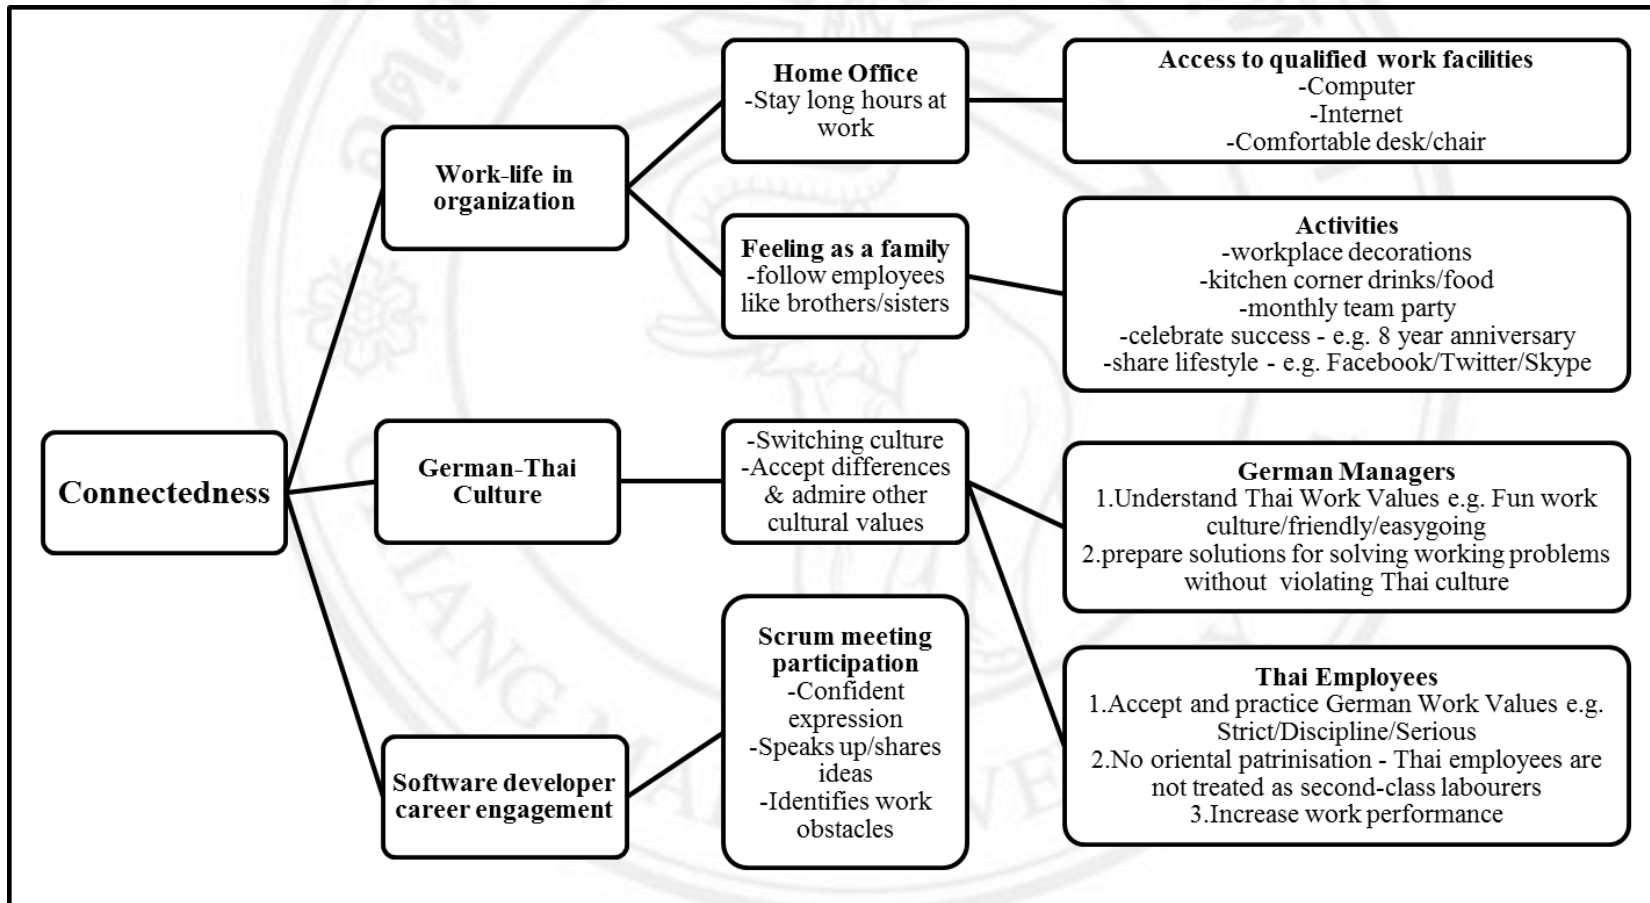 Connectedness
Work-life in
organization
Home Office
-Stay long hours at
work
Access to qualified work facilities
-Computer
-Internet
-Comfortable desk/chair
Feeling as a family
-follow employees
like brothers/sisters
Activities
-workplace decorations
-kitchen corner drinks/food
-monthly team party
-celebrate success - e.g. 8 year anniversary
-share lifestyle - e.g. Facebook/Twitter/Skype
German-Thai
Culture
-Switching culture
-Accept differences
& admire other
cultural values
German Managers
1.Understand Thai Work Values e.g. Fun work
culture/friendly/easygoing
2.prepare solutions for solving working problems
without violating Thai culture
Thai Employees
1.Accept and practice German Work Values e.g.
Strict/Discipline/Serious
2.No oriental patrinisation - Thai employees are
not treated as second-class labourers
3.Increase work performance
Software developer
career engagement
Scrum meeting
participation
-Confident
expression
-Speaks up/shares
ideas
-Identifies work
obstacles